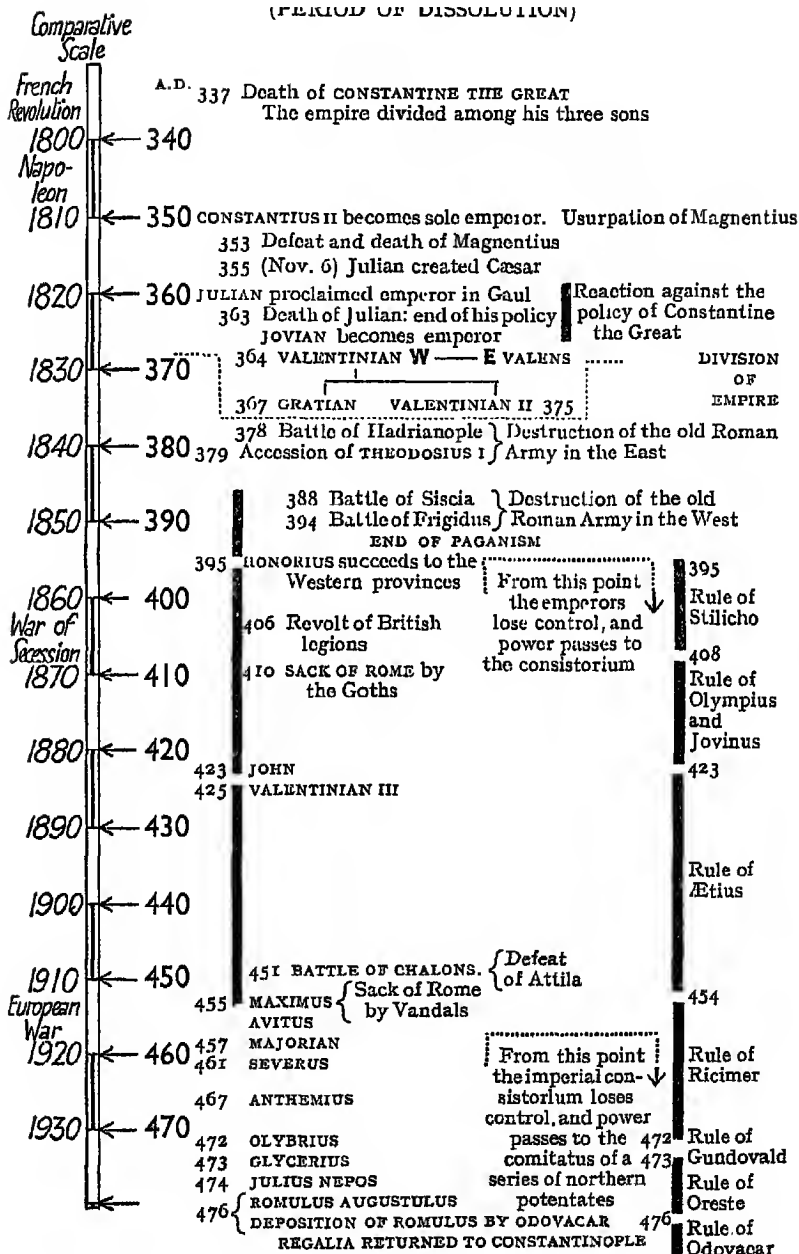 (PERIOD OF DISSOLUTION)
Comparative
Scale
French
Revolution
A.D. 337 Death of CONSTANTINE THE GREAT
The empire divided among his three sons
1800 340
Napo-
leon
1810 350 CONSTANTIUS II becomes sole emperor. Usurpation of Magnentius
353 Defeat and death of Magnentius
355 (Nov. 6) Julian created Cæsar
1820 360 JULIAN proclaimed emperor in Gaul
363 Death of Julian: end of his policy
JOVIAN becomes emperor
Reaction against the
policy of Constantine
the Great
1830 370
364 VALENTINIAN W — E VALENS
DIVISION
OF
EMPIRE
367 GRATIAN VALENTINIAN II 375
1840 380
378 Battle of Hadrianople
379 Accession of THEODOSIUS I
Destruction of the old Roman
Army in the East
1850 390
388 Battle of Siscia
394 Battle of Frigidus
Destruction of the old
Roman Army in the West
END OF PAGANISM
395 HONORIUS succeeds to the
Western provinces
From this point
the emperors
lose control, and
power passes to
the consistorium
395
Rule of
Stilicho
1860 400
War of
Secession
406 Revolt of British
legions
408
1870 410
410 SACK OF ROME by
the Goths
Rule of
Olympius
and
Jovinus
1880 420
423 JOHN
423
425 VALENTINIAN III
1890 430
Rule of
Ætius
1900 440
1910 450
451 BATTLE OF CHALONS.
Defeat
of Attila
454
European
War
455 MAXIMUS
AVITUS
Sack of Rome
by Vandals
457 MAJORIAN
1920 460
461 SEVERUS
From this point
the imperial con-
sistorium loses
control, and power
passes to the
comitatus of a
series of northern
potentates
Rule of
Ricimer
467 ANTHEMIUS
1930 470
472 OLYBRIUS
472 Rule of
473 Gundovald
473 GLYCERIUS
474 JULIUS NEPOS
Rule of
Oreste
476 ROMULUS AUGUSTULUS
DEPOSITION OF ROMULUS BY ODOVACAR
476
REGALIA RETURNED TO CONSTANTINOPLE
Rule of
Odovacar